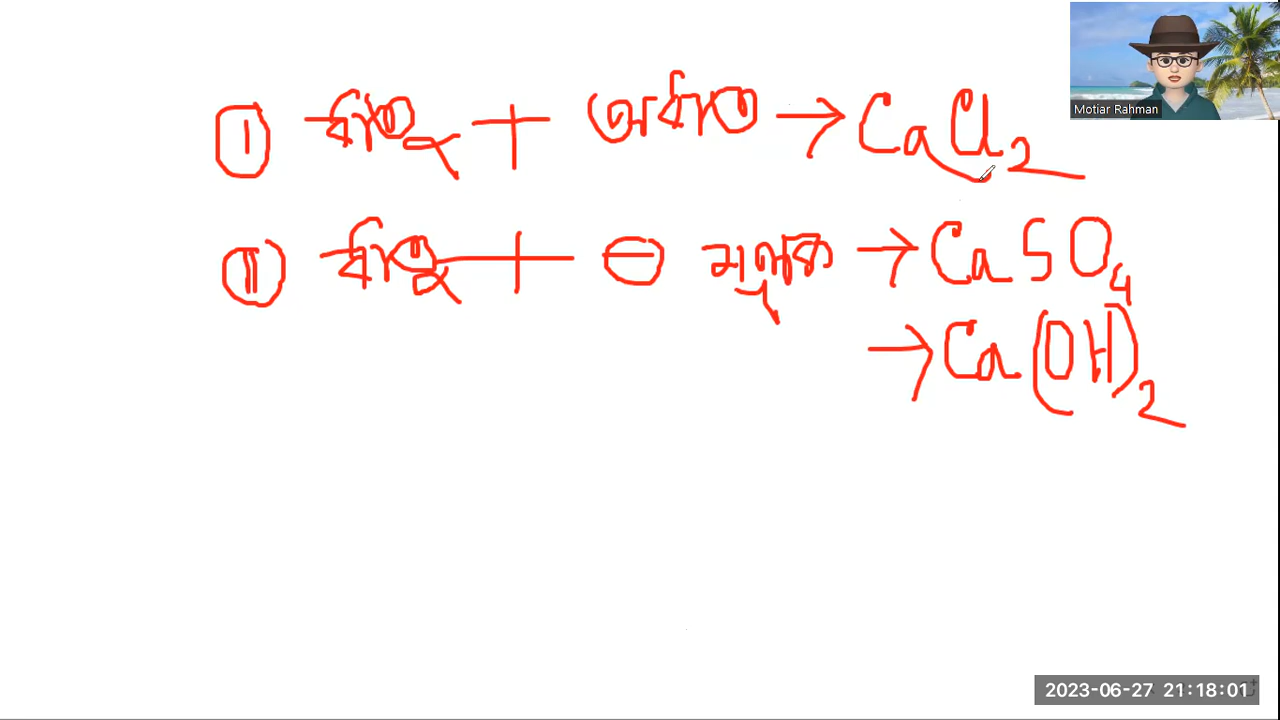 ① ধাতু + অধাতু → CaCl₂
Motiar Rahman
② ধাতু + ⊖ মূলক → CaSO₄
→ Ca(OH)₂
2023-06-27 21:18:01